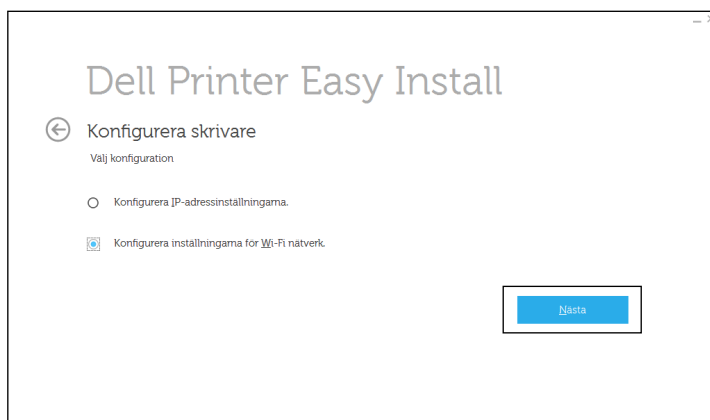 Dell Printer Easy Install
Konfigurera skrivare
Välj konfiguration
Konfigurera IP-adressinställningarna.
Konfigurera inställningarna för Wi-Fi nätverk.
Nästa